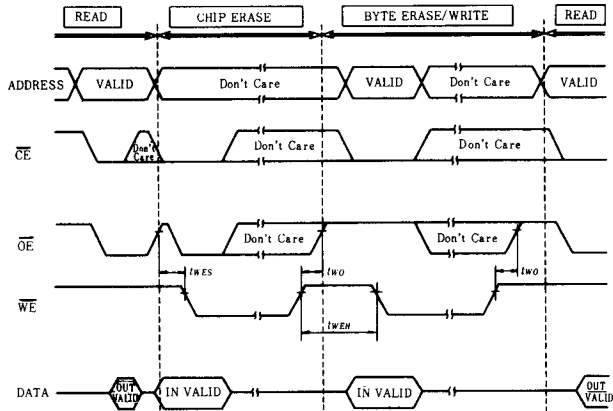 READ CHIP ERASE BYTE ERASE/WRITE READ
ADDRESS VALID Don't Care VALID Don't Care VALID
CE Don't Care Don't Care Don't Care
OE Don't Care Don't Care
tWES tWO tWO
WE
tWEH
DATA OUT VALID IN VALID IN VALID OUT VALID